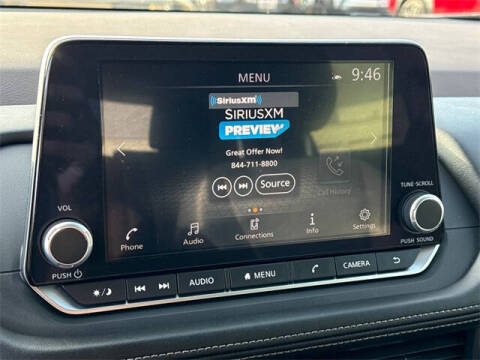 MENU
9:46
SiriusXM
SIRIUSXM
PREVIEW
Great Offer Now!
844-711-8800
Source
Call History
Phone
Audio
Connections
Info
Settings
VOL
PUSH
TUNE·SCROLL
PUSH SOUND
AUDIO
MENU
CAMERA